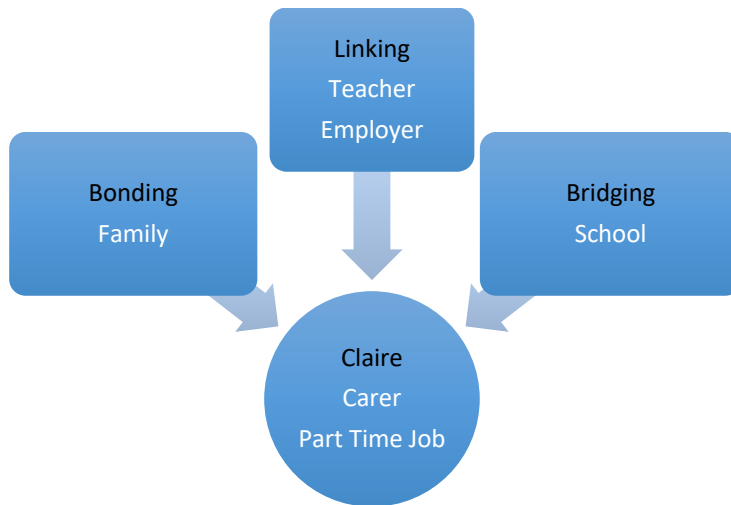 Linking
Teacher
Employer
Bonding
Family
Bridging
School
Claire
Carer
Part Time Job